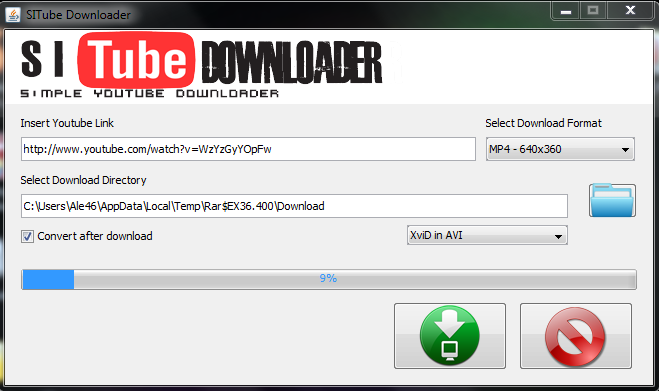 SITube Downloader
SI Tube DOWNLOADER
SIMPLE YOUTUBE DOWNLOADER
Insert Youtube Link
Select Download Format
http://www.youtube.com/watch?v=WzYzGyYOpFw
MP4 - 640x360
Select Download Directory
C:\Users\Ale46\AppData\Local\Temp\Rar$EX36.400\Download
Convert after download
XviD in AVI
9%